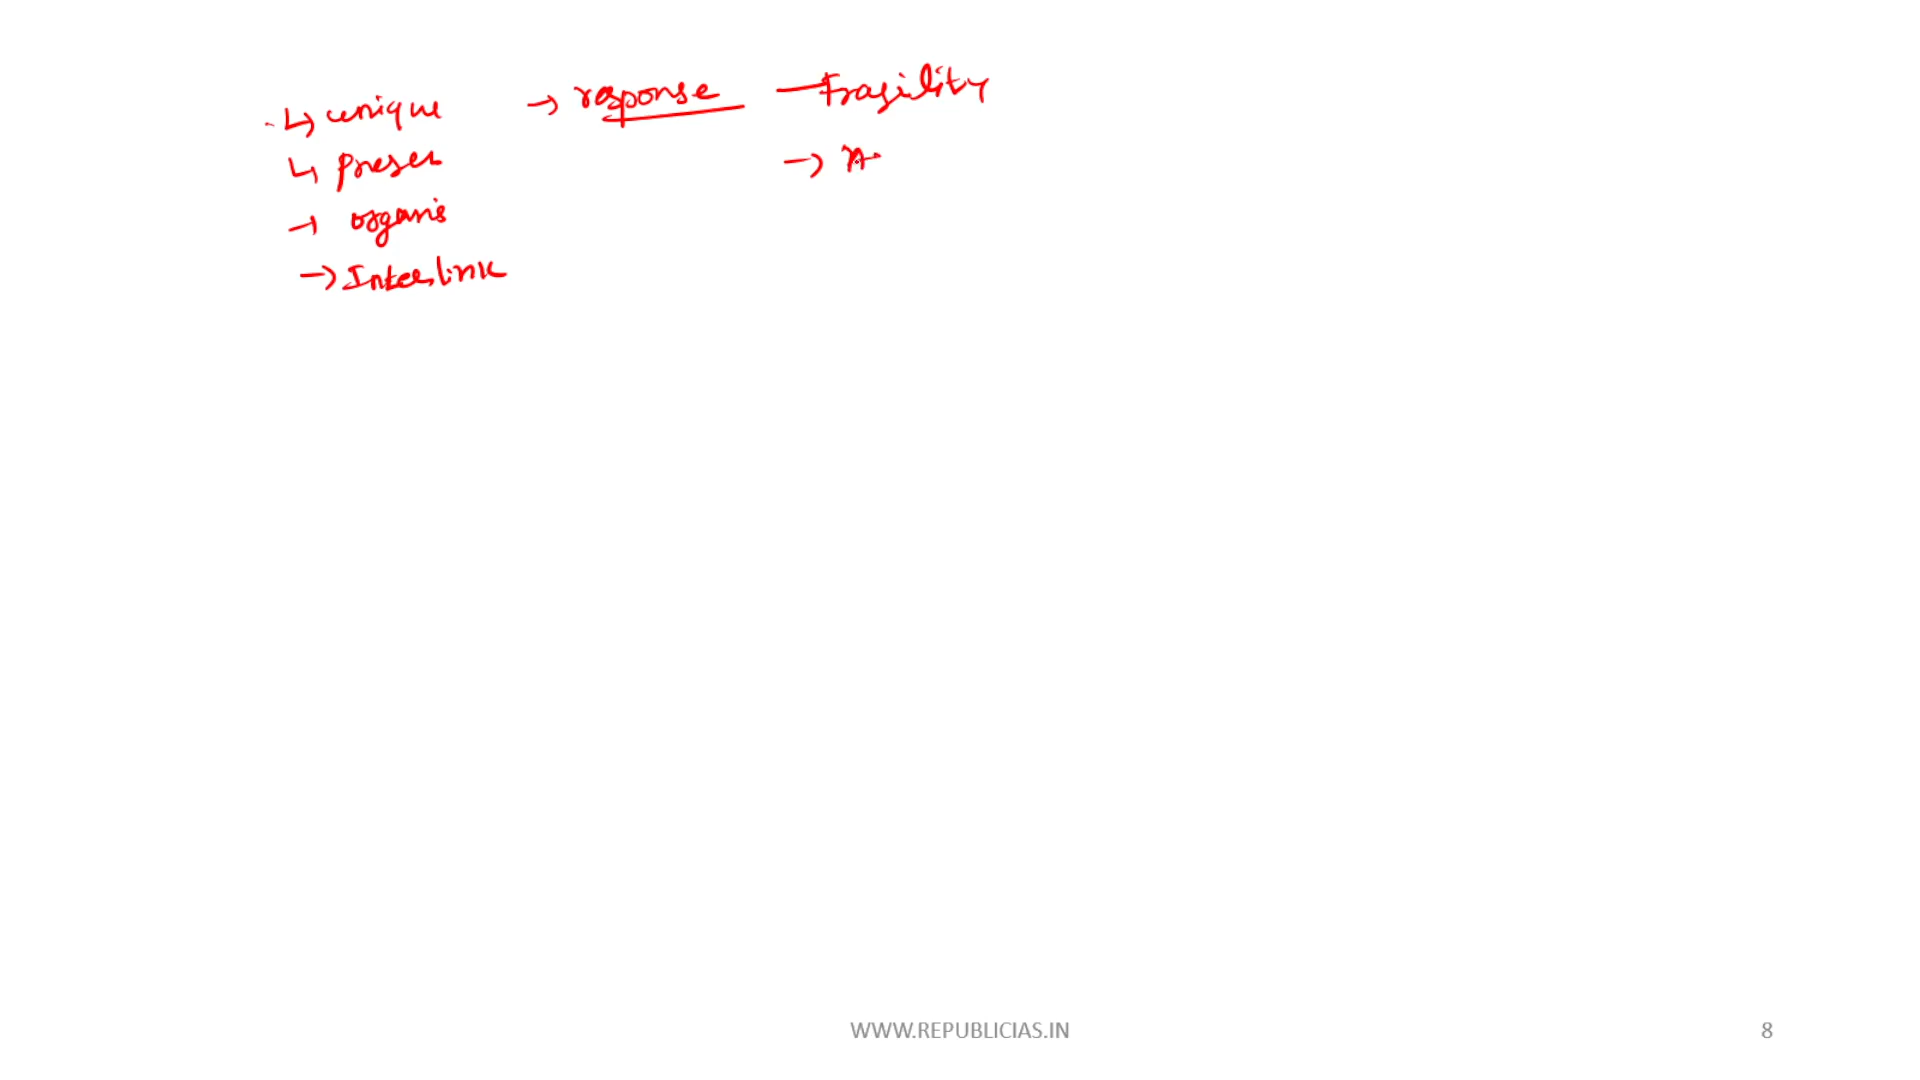 ↳ unique → response — Fragility
↳ Preser →
→ organis
→ Interlink
WWW.REPUBLICIAS.IN 8